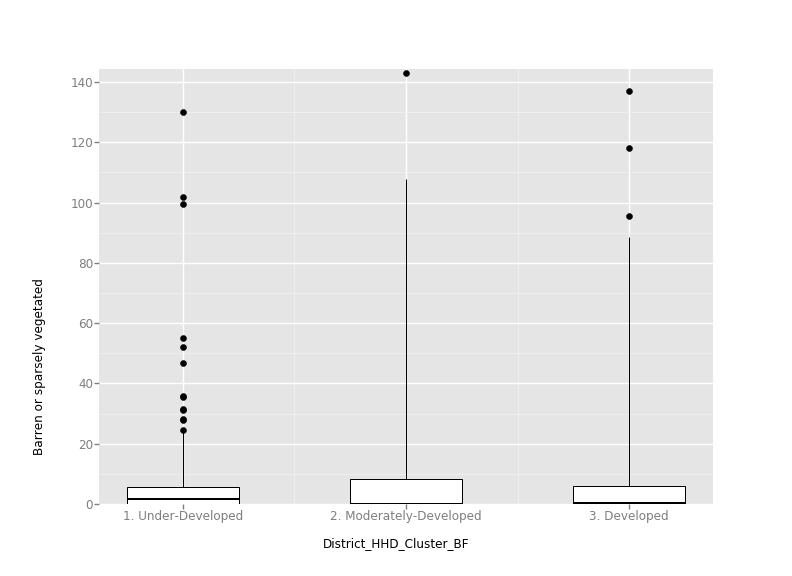 140
120
100
80
60
40
20
0
Barren or sparsely vegetated
1. Under-Developed
2. Moderately-Developed
3. Developed
District_HHD_Cluster_BF